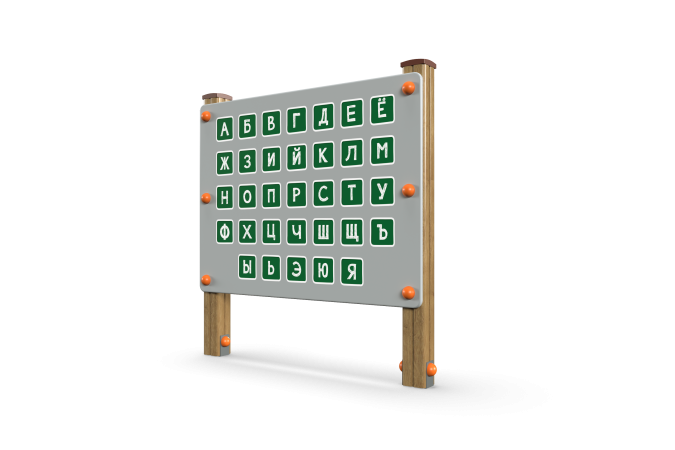 А Б В Г Д Е Ё
Ж З И Й К Л М
Н О П Р С Т У
Ф Х Ц Ч Ш Щ Ъ
Ы Ь Э Ю Я